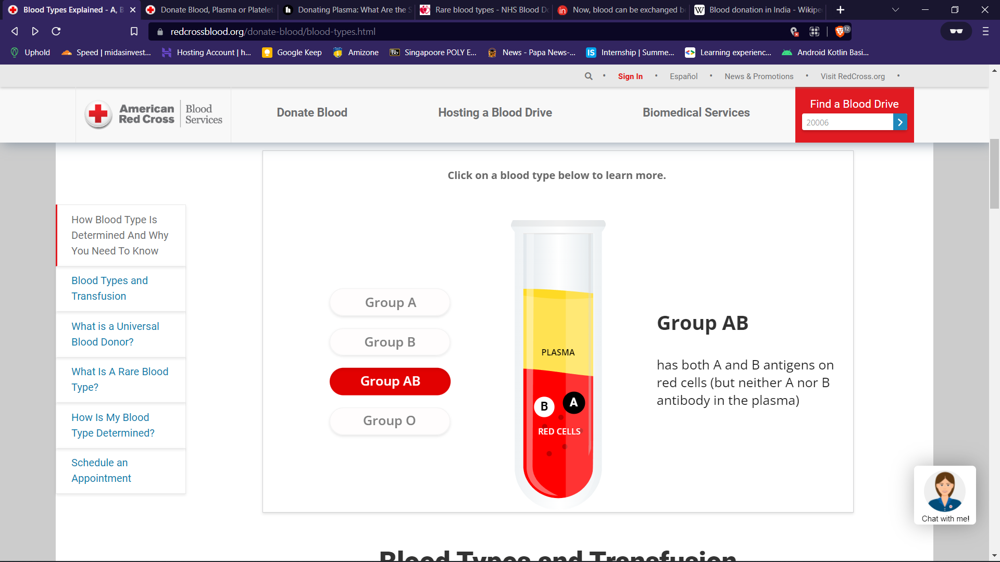 Blood Types Explained - A, B
Donate Blood, Plasma or Platelet
Donating Plasma: What Are the S
Rare blood types - NHS Blood Do
Now, blood can be exchanged b
Blood donation in India - Wikipe
redcrossblood.org/donate-blood/blood-types.html
12
Uphold
Speed | midasinvest...
Hosting Account | h...
Google Keep
Amizone
Singapoore POLY E...
News - Papa News-...
Internship | Summe...
Learning experienc...
Android Kotlin Basi...
Sign In
Español
News & Promotions
Visit RedCross.org
American
Red Cross
Blood
Services
Donate Blood
Hosting a Blood Drive
Biomedical Services
Find a Blood Drive
20006
Click on a blood type below to learn more.
How Blood Type Is
Determined And Why
You Need To Know
Blood Types and
Transfusion
What is a Universal
Blood Donor?
What Is A Rare Blood
Type?
How Is My Blood
Type Determined?
Schedule an
Appointment
Group A
Group B
Group AB
Group O
PLASMA
B
A
RED CELLS
Group AB
has both A and B antigens on
red cells (but neither A nor B
antibody in the plasma)
Chat with me!
Blood Types and Transfusion